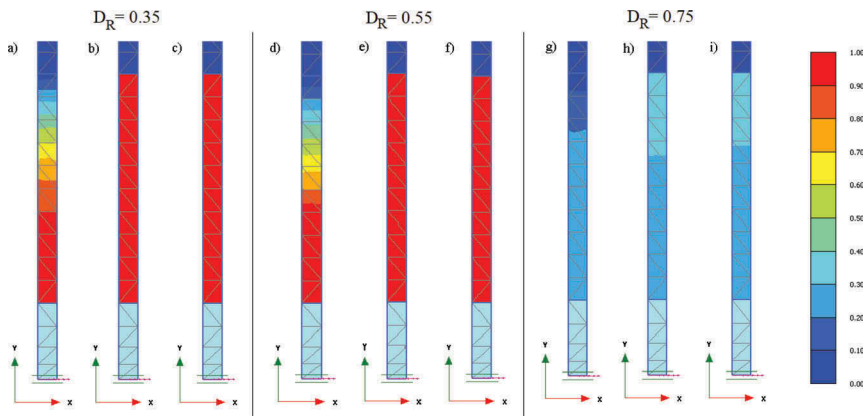 D_R= 0.35
D_R= 0.55
D_R= 0.75
a)
b)
c)
d)
e)
f)
g)
h)
i)
1.00
0.90
0.80
0.70
0.60
0.50
0.40
0.30
0.20
0.10
0.00
Y
Y
Y
Y
Y
Y
Y
Y
Y
X
X
X
X
X
X
X
X
X